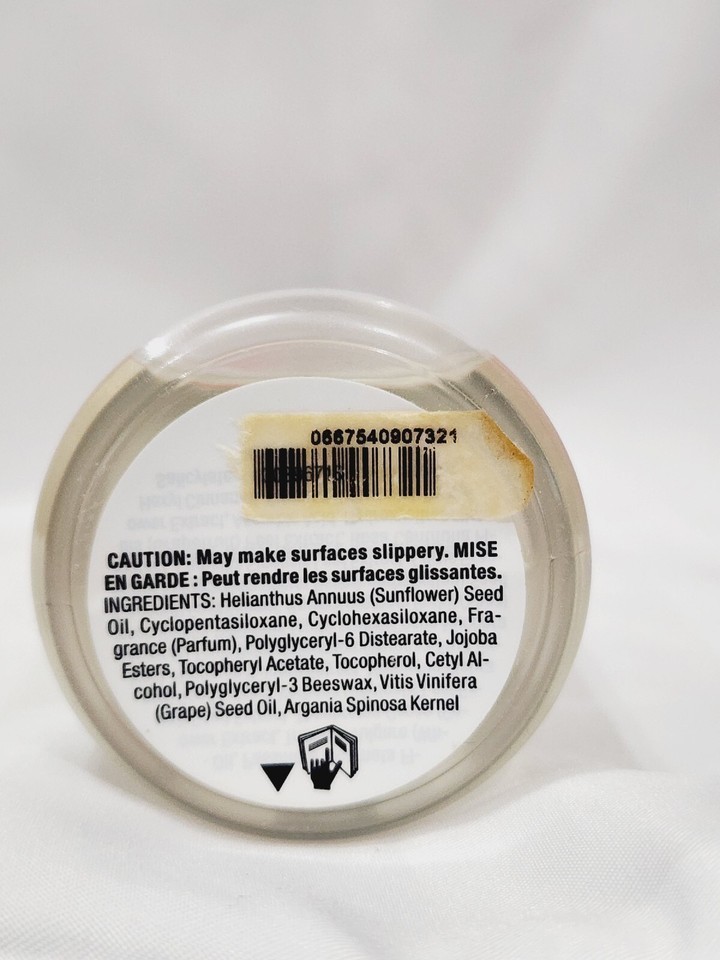 0667540907321
CAUTION: May make surfaces slippery. MISE
EN GARDE : Peut rendre les surfaces glissantes.
INGREDIENTS: Helianthus Annuus (Sunflower) Seed
Oil, Cyclopentasiloxane, Cyclohexasiloxane, Fra-
grance (Parfum), Polyglyceryl-6 Distearate, Jojoba
Esters, Tocopheryl Acetate, Tocopherol, Cetyl Al-
cohol, Polyglyceryl-3 Beeswax, Vitis Vinifera
(Grape) Seed Oil, Argania Spinosa Kernel